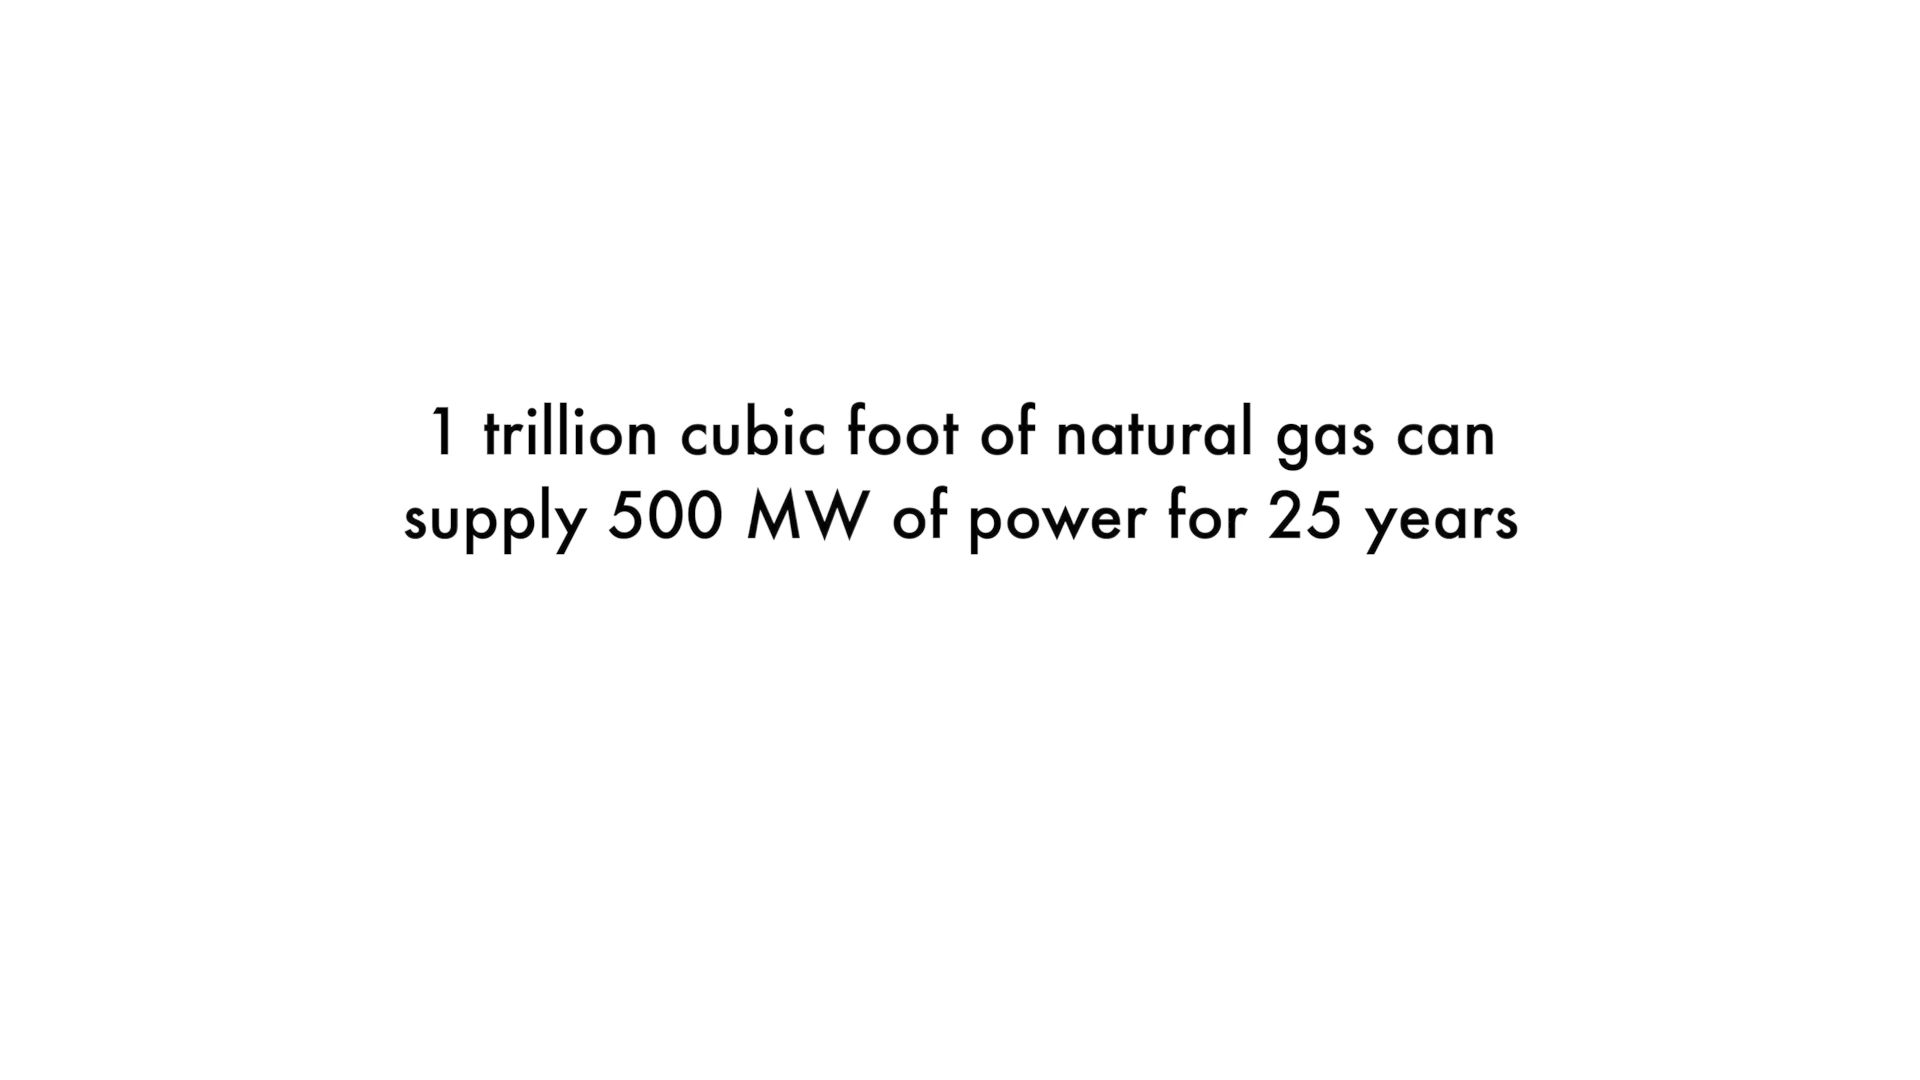 1 trillion cubic foot of natural gas can
supply 500 MW of power for 25 years